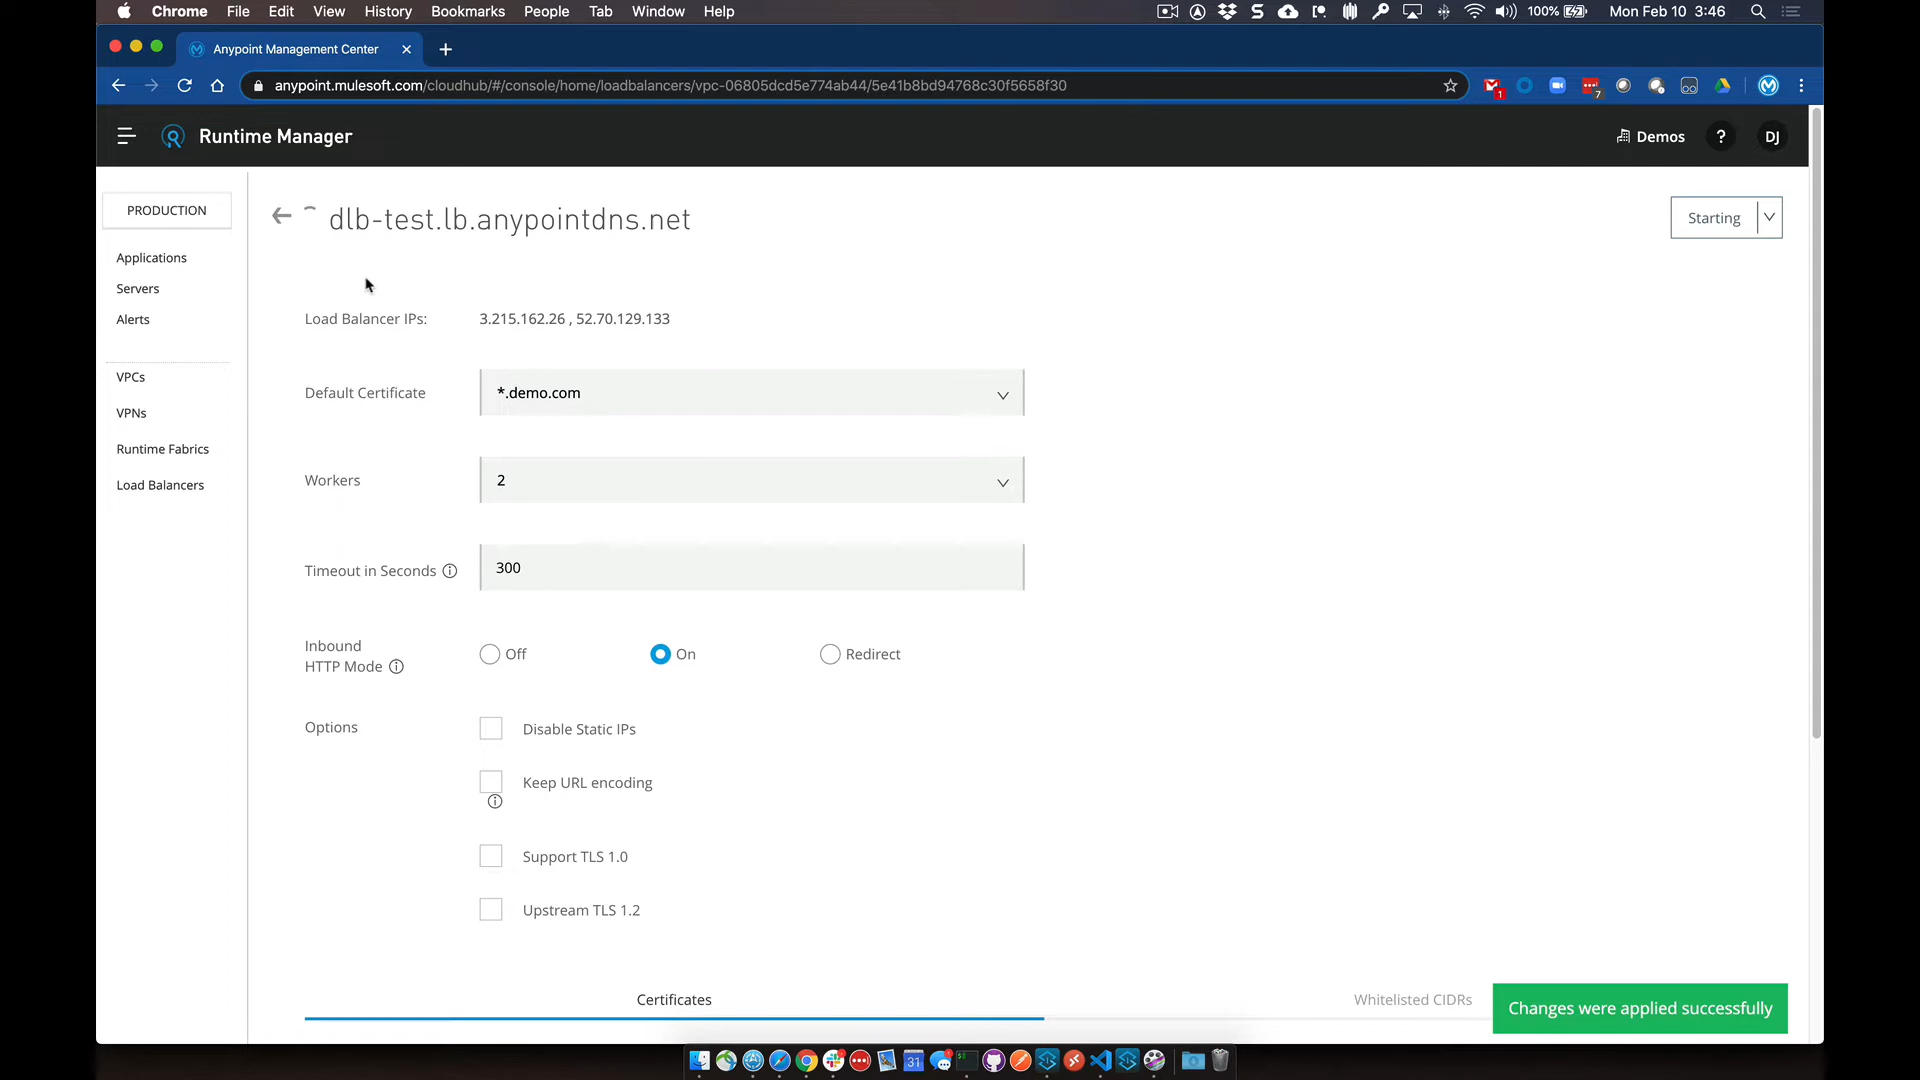 Chrome File Edit View History Bookmarks People Tab Window Help 100% Mon Feb 10 3:46
Anypoint Management Center
anypoint.mulesoft.com/cloudhub/#/console/home/loadbalancers/vpc-06805dcd5e774ab44/5e41b8bd94768c30f5658f30
1
7
Runtime Manager
Demos
?
DJ
PRODUCTION
Applications
Servers
Alerts
VPCs
VPNs
Runtime Fabrics
Load Balancers
dlb-test.lb.anypointdns.net
Starting
Load Balancer IPs: 3.215.162.26 , 52.70.129.133
Default Certificate *.demo.com
Workers 2
Timeout in Seconds 300
Inbound
HTTP Mode
Off On Redirect
Options
Disable Static IPs
Keep URL encoding
Support TLS 1.0
Upstream TLS 1.2
Certificates
Whitelisted CIDRs
Changes were applied successfully
31